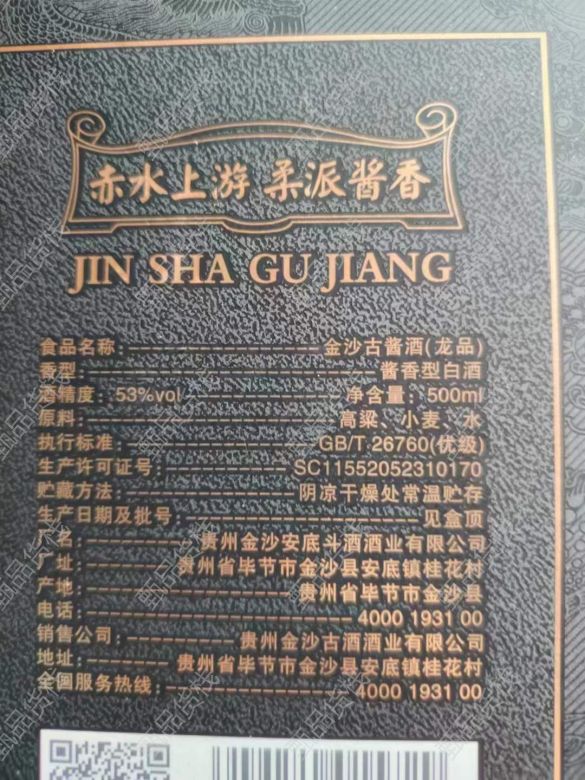 赤水上游 柔派酱香
JIN SHA GU JIANG
食品名称：金沙古酱酒(龙品)
香型：酱香型白酒
酒精度：53%vol 净含量：500ml
原料：高粱、小麦、水
执行标准：GB/T 26760(优级)
生产许可证号：SC11552052310170
贮藏方法：阴凉干燥处常温贮存
生产日期及批号：见盒顶
厂名：贵州金沙安底斗酒酒业有限公司
厂址：贵州省毕节市金沙县安底镇桂花村
产地：贵州省毕节市金沙县
电话：4000 1931 00
销售公司：贵州金沙古酒酒业有限公司
地址：贵州省毕节市金沙县安底镇桂花村
全国服务热线：4000 1931 00